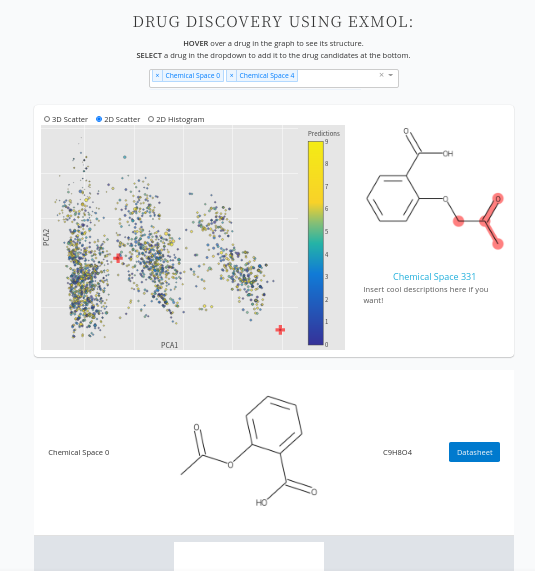 DRUG DISCOVERY USING EXMOL:
HOVER over a drug in the graph to see its structure.
SELECT a drug in the dropdown to add it to the drug candidates at the bottom.
× Chemical Space 0 × Chemical Space 4 ×
3D Scatter 2D Scatter 2D Histogram
Predictions
9
8
7
6
5
4
3
2
1
0
PCA2
PCA1
O
OH
O
O
Chemical Space 331
Insert cool descriptions here if you
want!
Chemical Space 0
O
O
HO
O
C9H8O4
Datasheet